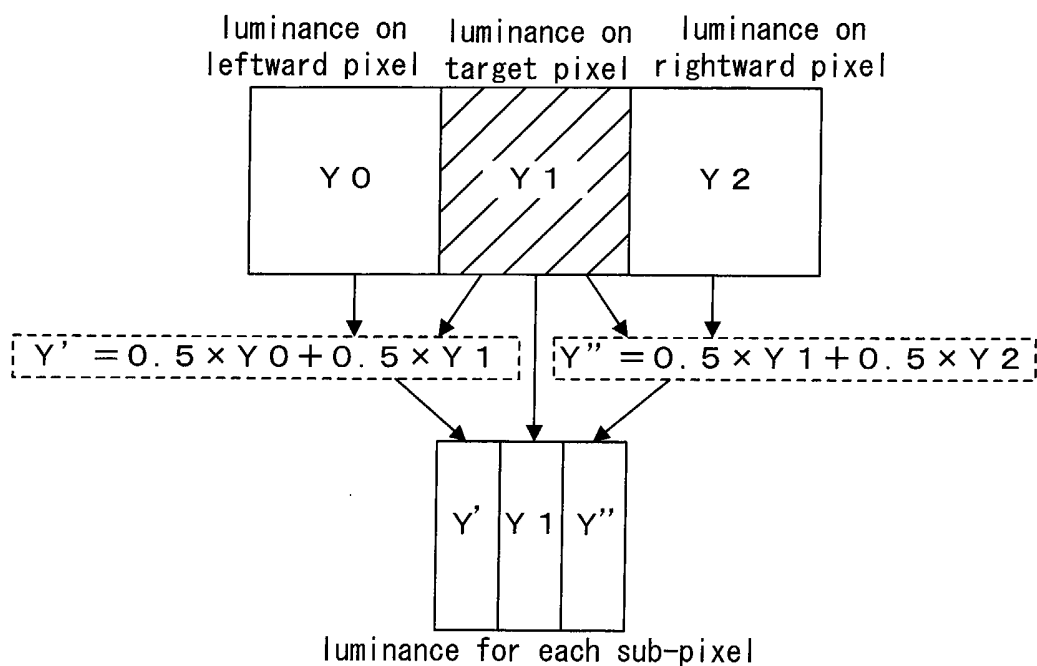 luminance on leftward pixel
luminance on target pixel
luminance on rightward pixel
Y0
Y1
Y2
Y' =0.5×Y0+0.5×Y1
Y'' =0.5×Y1+0.5×Y2
Y'
Y1
Y''
luminance for each sub-pixel